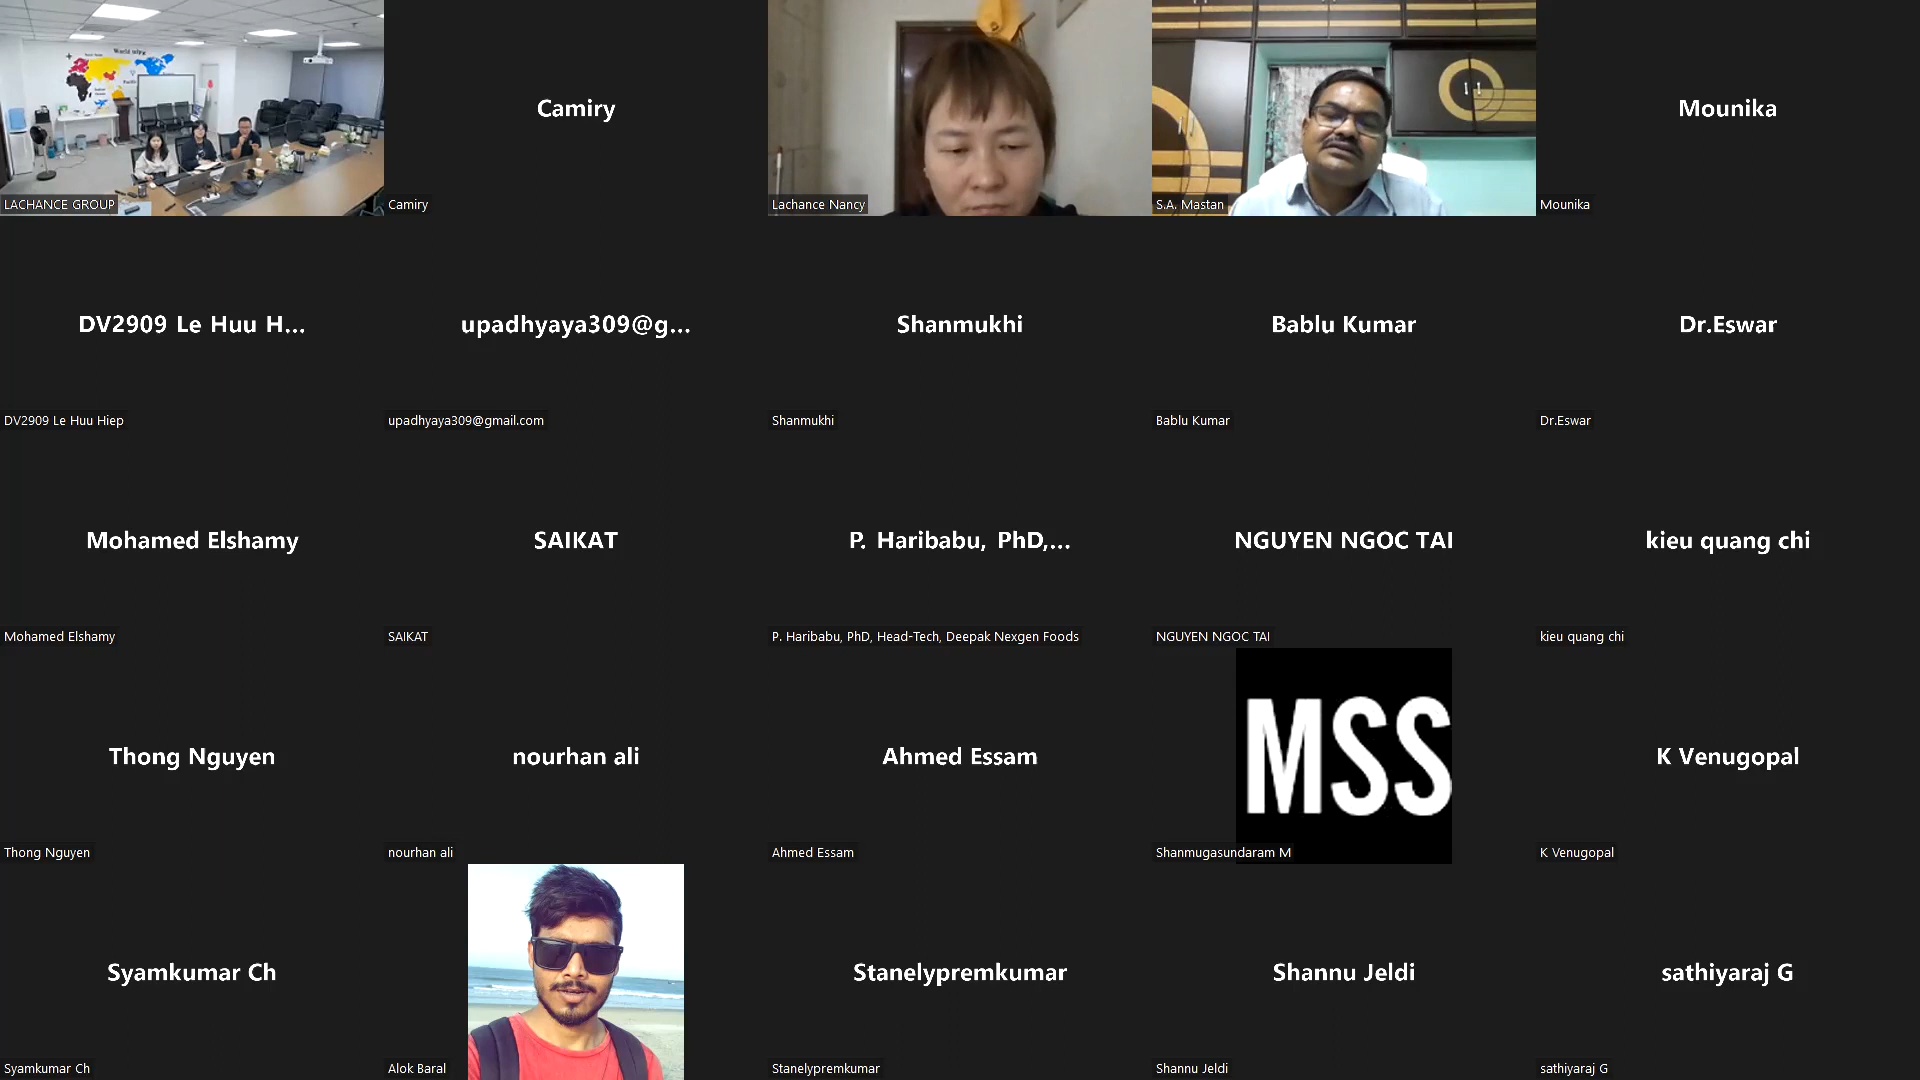 World map
LACHANCE GROUP
Camiry
Camiry
Lachance Nancy
S.A. Mastan
Mounika
Mounika
DV2909 Le Huu H...
DV2909 Le Huu Hiep
upadhyaya309@g...
upadhyaya309@gmail.com
Shanmukhi
Shanmukhi
Bablu Kumar
Bablu Kumar
Dr.Eswar
Dr.Eswar
Mohamed Elshamy
Mohamed Elshamy
SAIKAT
SAIKAT
P. Haribabu, PhD,...
P. Haribabu, PhD, Head-Tech, Deepak Nexgen Foods
NGUYEN NGOC TAI
NGUYEN NGOC TAI
kieu quang chi
kieu quang chi
Thong Nguyen
Thong Nguyen
nourhan ali
nourhan ali
Ahmed Essam
Ahmed Essam
MSS
Shanmugasundaram M
K Venugopal
K Venugopal
Syamkumar Ch
Syamkumar Ch
Alok Baral
Stanelypremkumar
Stanelypremkumar
Shannu Jeldi
Shannu Jeldi
sathiyaraj G
sathiyaraj G